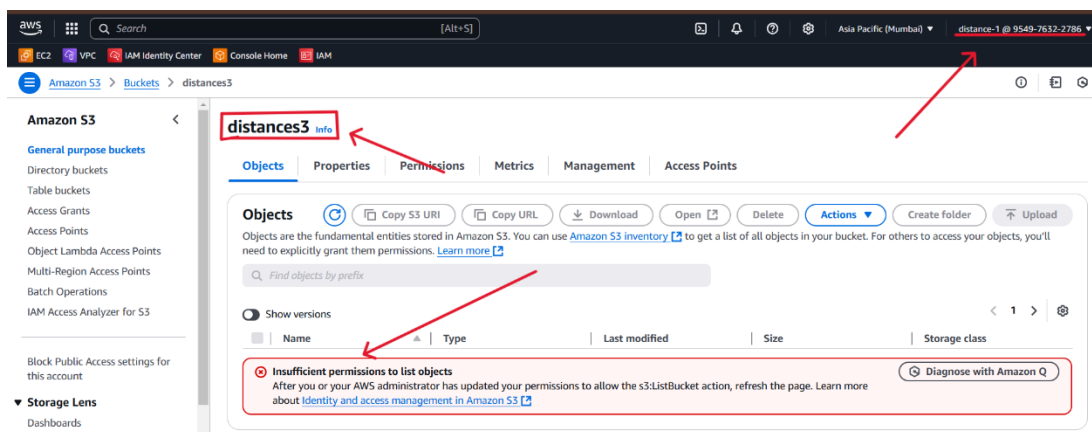 aws
Search
[Alt+S]
Asia Pacific (Mumbai) ▼
distance-1 @ 9549-7632-2786 ▼
EC2 VPC IAM Identity Center Console Home IAM
Amazon S3 > Buckets > distances3
Amazon S3
General purpose buckets
Directory buckets
Table buckets
Access Grants
Access Points
Object Lambda Access Points
Multi-Region Access Points
Batch Operations
IAM Access Analyzer for S3
Block Public Access settings for
this account
▼ Storage Lens
Dashboards
distances3 Info
Objects Properties Permissions Metrics Management Access Points
Objects Copy S3 URI Copy URL Download Open Delete Actions ▼ Create folder Upload
Objects are the fundamental entities stored in Amazon S3. You can use Amazon S3 inventory to get a list of all objects in your bucket. For others to access your objects, you'll
need to explicitly grant them permissions. Learn more
Find objects by prefix
Show versions
< 1 >
Name Type Last modified Size Storage class
Insufficient permissions to list objects
After you or your AWS administrator has updated your permissions to allow the s3:ListBucket action, refresh the page. Learn more
about Identity and access management in Amazon S3
Diagnose with Amazon Q